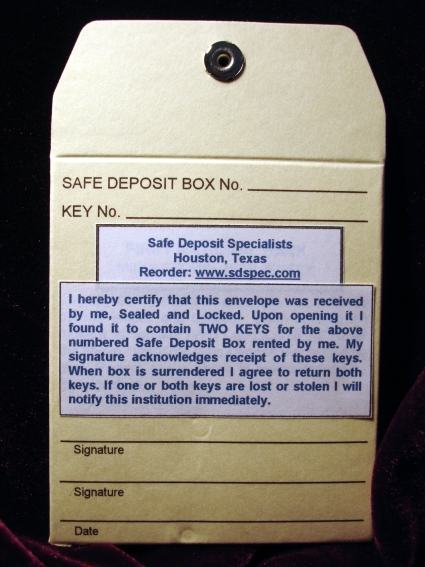 SAFE DEPOSIT BOX No.
KEY No.
Safe Deposit Specialists
Houston, Texas
Reorder: www.sdspec.com
I hereby certify that this envelope was received
by me, Sealed and Locked. Upon opening it I
found it to contain TWO KEYS for the above
numbered Safe Deposit Box rented by me. My
signature acknowledges receipt of these keys.
When box is surrendered I agree to return both
keys. If one or both keys are lost or stolen I will
notify this institution immediately.
Signature
Signature
Date